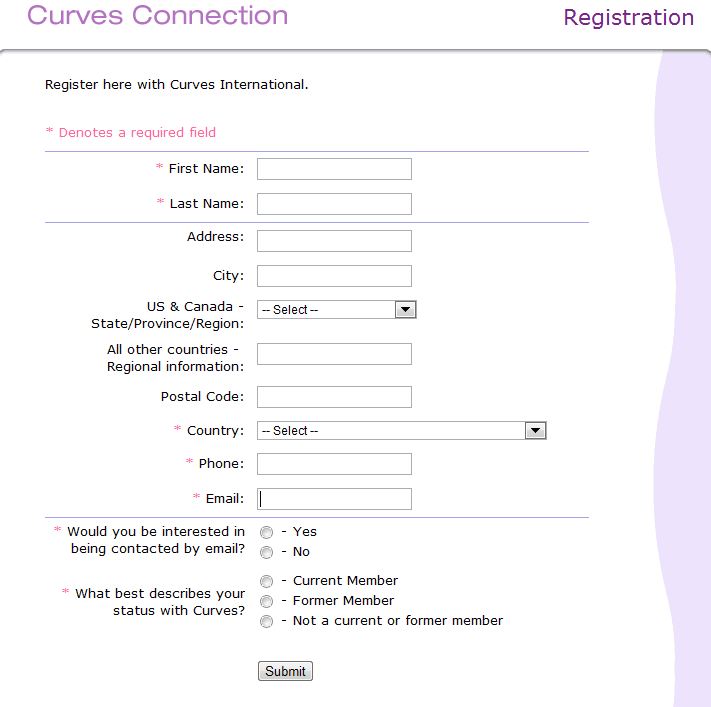 Curves Connection
Registration
Register here with Curves International.
* Denotes a required field
* First Name:
* Last Name:
Address:
City:
US & Canada -
State/Province/Region:
-- Select --
All other countries -
Regional information:
Postal Code:
* Country:
-- Select --
* Phone:
* Email:
* Would you be interested in
being contacted by email?
- Yes
- No
* What best describes your
status with Curves?
- Current Member
- Former Member
- Not a current or former member
Submit